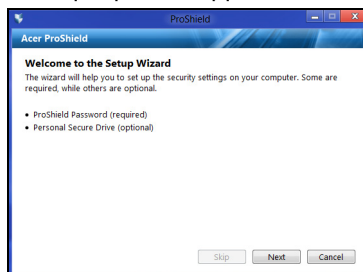 ProShield
Acer ProShield
Welcome to the Setup Wizard
The wizard will help you to set up the security settings on your computer. Some are
required, while others are optional.
• ProShield Password (required)
• Personal Secure Drive (optional)
Skip Next Cancel